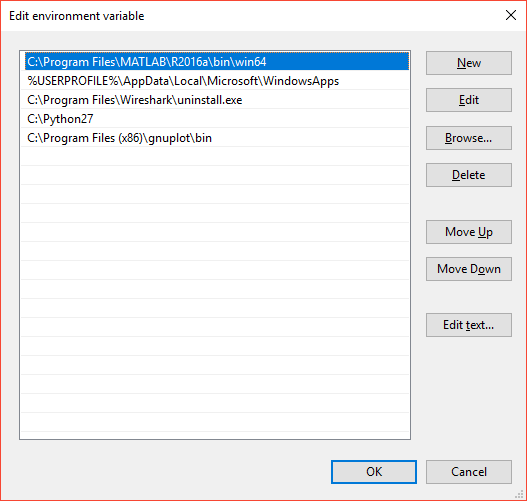 Edit environment variable
C:\Program Files\MATLAB\R2016a\bin\win64
%USERPROFILE%\AppData\Local\Microsoft\WindowsApps
C:\Program Files\Wireshark\uninstall.exe
C:\Python27
C:\Program Files (x86)\gnuplot\bin
New
Edit
Browse...
Delete
Move Up
Move Down
Edit text...
OK
Cancel